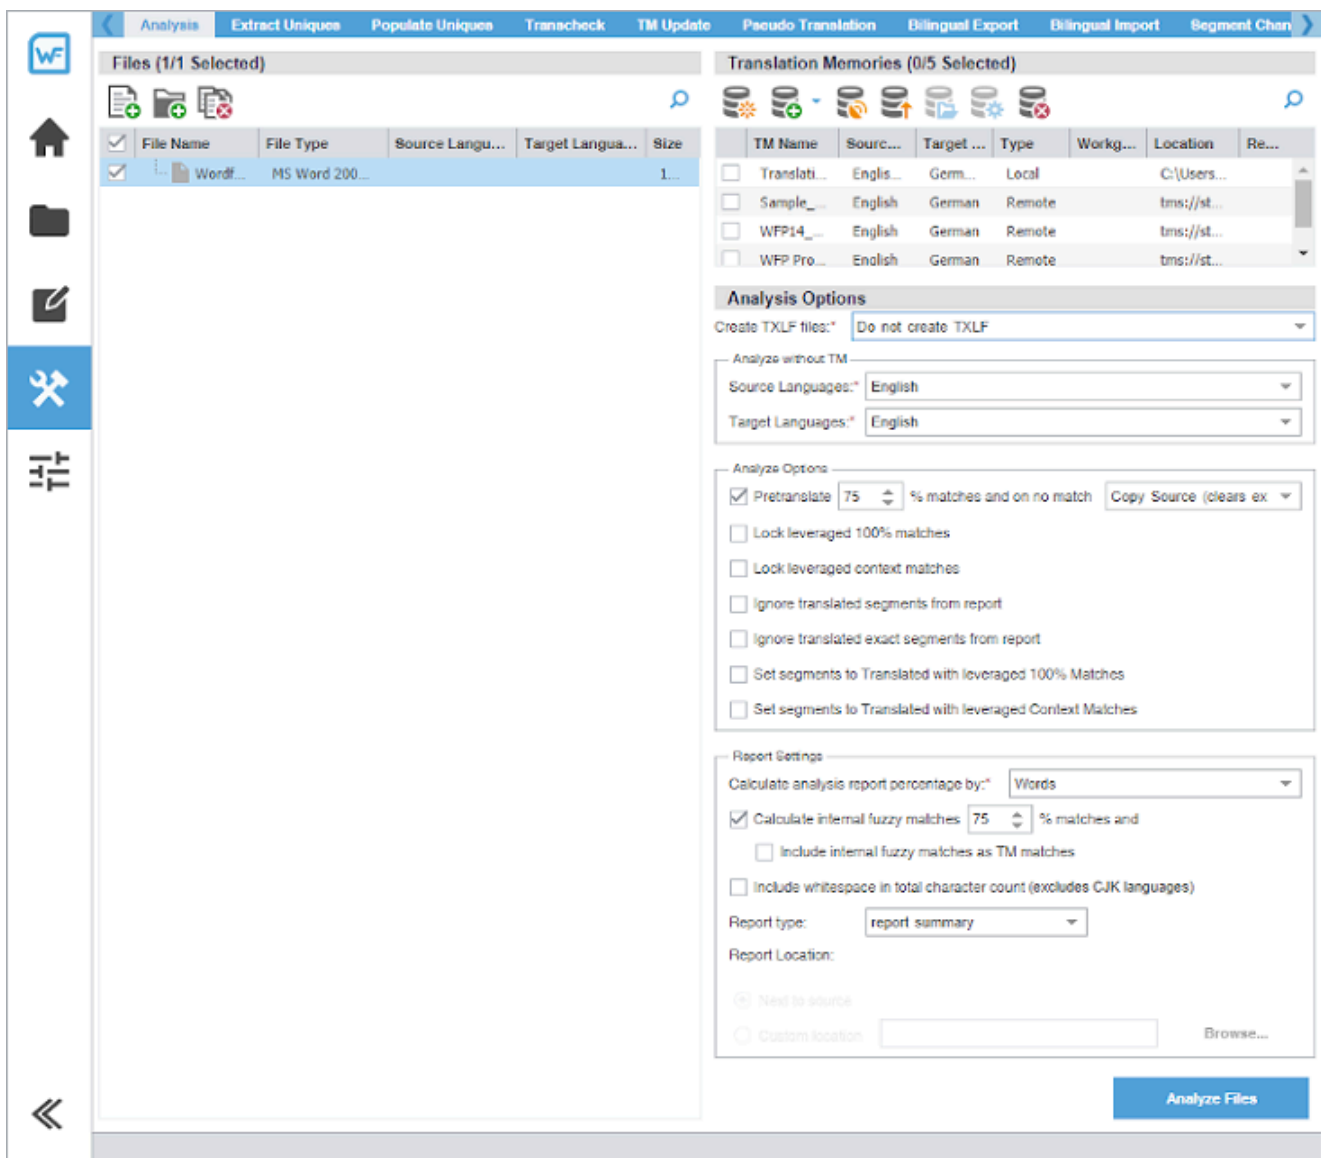 Analysis Extract Uniques Populate Uniques Transcheck TM Update Pseudo Translation Bilingual Export Bilingual Import Segment Chan
WF
Files (1/1 Selected)
File Name File Type Source Langu... Target Langua... Size
Wordf... MS Word 200... 1...
Translation Memories (0/5 Selected)
TM Name Sourc... Target ... Type Workg... Location Re...
Translati... Englis... Germ... Local C:\Users...
Sample_... English German Remote tms://st...
WFP14_... English German Remote tms://st...
WFP Pro... English German Remote tms://st...
Analysis Options
Create TXLF files:* Do not create TXLF
Analyze without TM
Source Languages:* English
Target Languages:* English
Analyze Options
Pretranslate 75 % matches and on no match Copy Source (clears ex
Lock leveraged 100% matches
Lock leveraged context matches
Ignore translated segments from report
Ignore translated exact segments from report
Set segments to Translated with leveraged 100% Matches
Set segments to Translated with leveraged Context Matches
Report Settings
Calculate analysis report percentage by:* Words
Calculate internal fuzzy matches 75 % matches and
Include internal fuzzy matches as TM matches
Include whitespace in total character count (excludes CJK languages)
Report type: report summary
Report Location:
Next to source
Custom location Browse...
Analyze Files